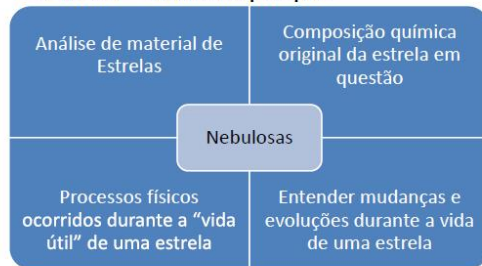 Análise de material de
Estrelas
Composição química
original da estrela em
questão
Nebulosas
Processos físicos
ocorridos durante a “vida
útil” de uma estrela
Entender mudanças e
evoluções durante a vida
de uma estrela